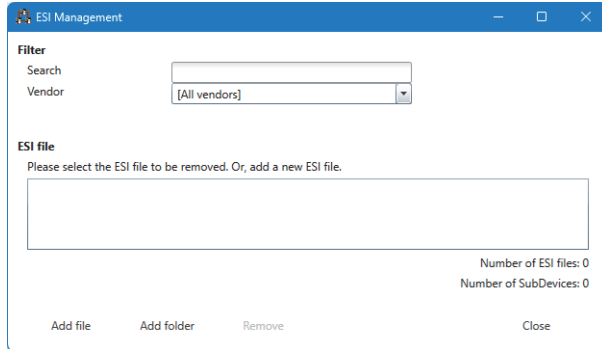 ESI Management
Filter
Search
Vendor [All vendors]
ESI file
Please select the ESI file to be removed. Or, add a new ESI file.
Number of ESI files: 0
Number of SubDevices: 0
Add file Add folder Remove Close